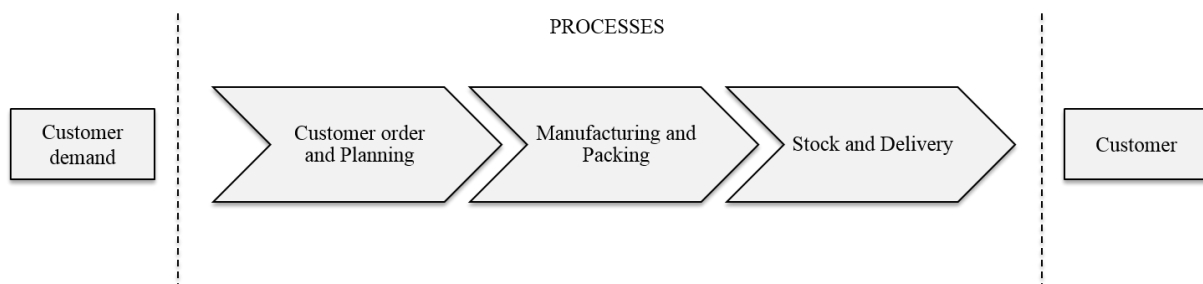 PROCESSES
Customer
demand
Customer order
and Planning
Manufacturing and
Packing
Stock and Delivery
Customer